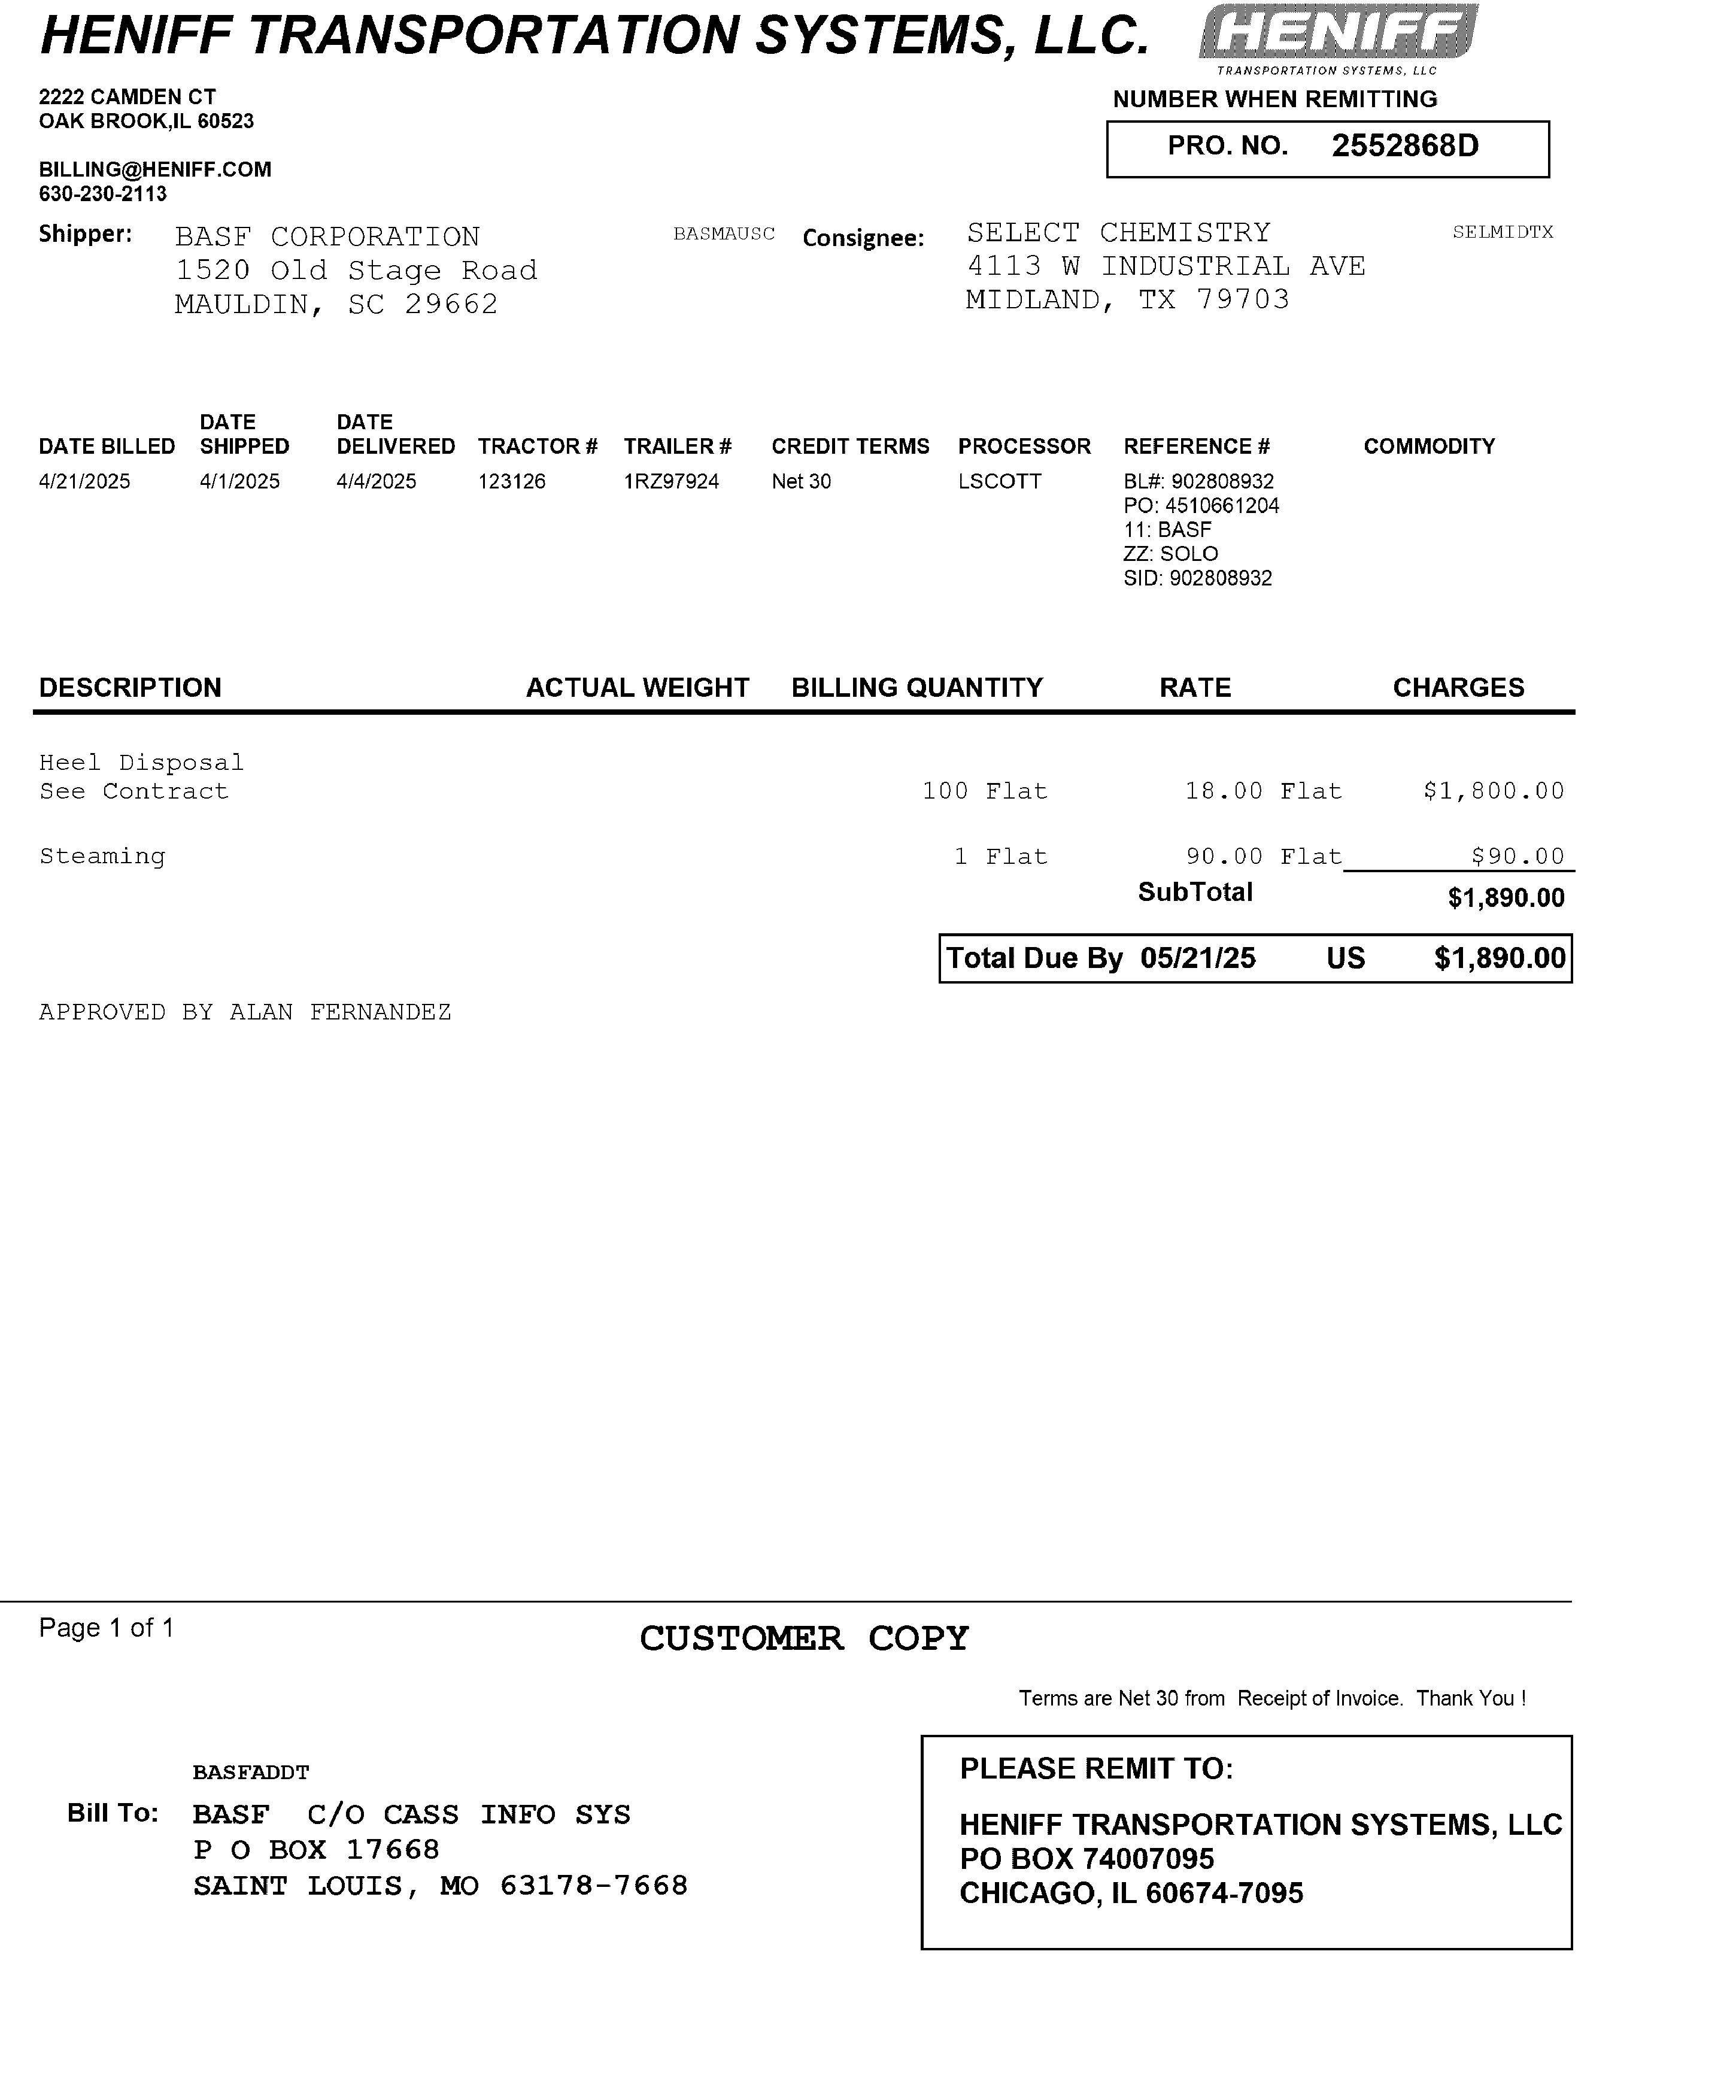 HENIFF TRANSPORTATION SYSTEMS, LLC.
HENIFF
TRANSPORTATION SYSTEMS, LLC
2222 CAMDEN CT
OAK BROOK,IL 60523
NUMBER WHEN REMITTING
PRO. NO. 2552868D
BILLING@HENIFF.COM
630-230-2113
Shipper: BASF CORPORATION BASMAUSC
1520 Old Stage Road
MAULDIN, SC 29662
Consignee: SELECT CHEMISTRY SELMIDTX
4113 W INDUSTRIAL AVE
MIDLAND, TX 79703
DATE BILLED DATE SHIPPED DATE DELIVERED TRACTOR # TRAILER # CREDIT TERMS PROCESSOR REFERENCE # COMMODITY
4/21/2025 4/1/2025 4/4/2025 123126 1RZ97924 Net 30 LSCOTT BL#: 902808932
PO: 4510661204
11: BASF
ZZ: SOLO
SID: 902808932
DESCRIPTION ACTUAL WEIGHT BILLING QUANTITY RATE CHARGES
Heel Disposal
See Contract 100 Flat 18.00 Flat $1,800.00
Steaming 1 Flat 90.00 Flat $90.00
SubTotal $1,890.00
Total Due By 05/21/25 US $1,890.00
APPROVED BY ALAN FERNANDEZ
Page 1 of 1
CUSTOMER COPY
Terms are Net 30 from Receipt of Invoice. Thank You !
BASFADDT
Bill To: BASF C/O CASS INFO SYS
P O BOX 17668
SAINT LOUIS, MO 63178-7668
PLEASE REMIT TO:
HENIFF TRANSPORTATION SYSTEMS, LLC
PO BOX 74007095
CHICAGO, IL 60674-7095